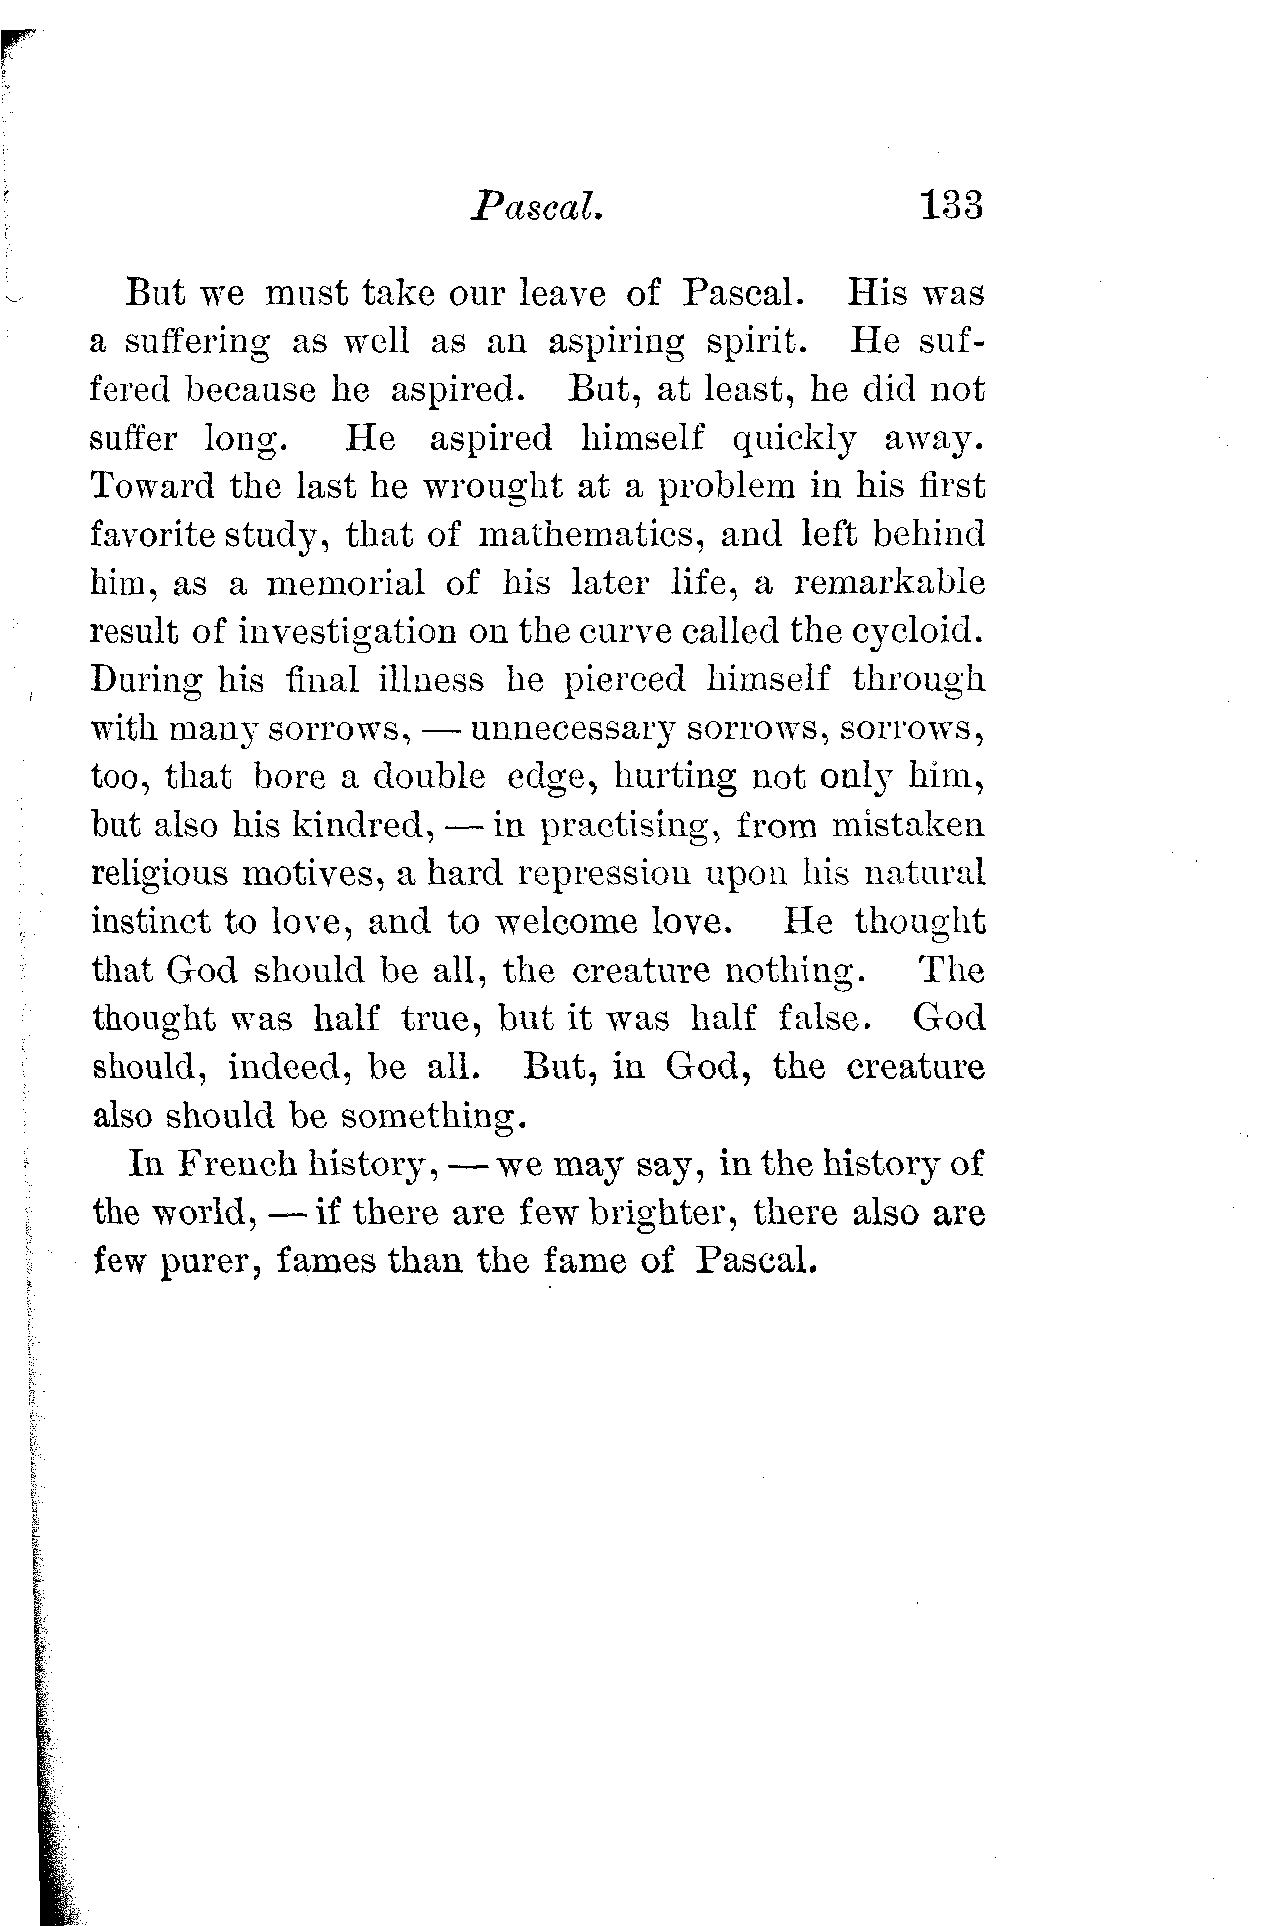 Pascal. 133
But we must take our leave of Pascal. His was
a suffering as well as an aspiring spirit. He suf-
fered because he aspired. But, at least, he did not
suffer long. He aspired himself quickly away.
Toward the last he wrought at a problem in his first
favorite study, that of mathematics, and left behind
him, as a memorial of his later life, a remarkable
result of investigation on the curve called the cycloid.
During his final illness he pierced himself through
with many sorrows, — unnecessary sorrows, sorrows,
too, that bore a double edge, hurting not only him,
but also his kindred, — in practising, from mistaken
religious motives, a hard repression upon his natural
instinct to love, and to welcome love. He thought
that God should be all, the creature nothing. The
thought was half true, but it was half false. God
should, indeed, be all. But, in God, the creature
also should be something.
In French history, — we may say, in the history of
the world, — if there are few brighter, there also are
few purer, fames than the fame of Pascal.